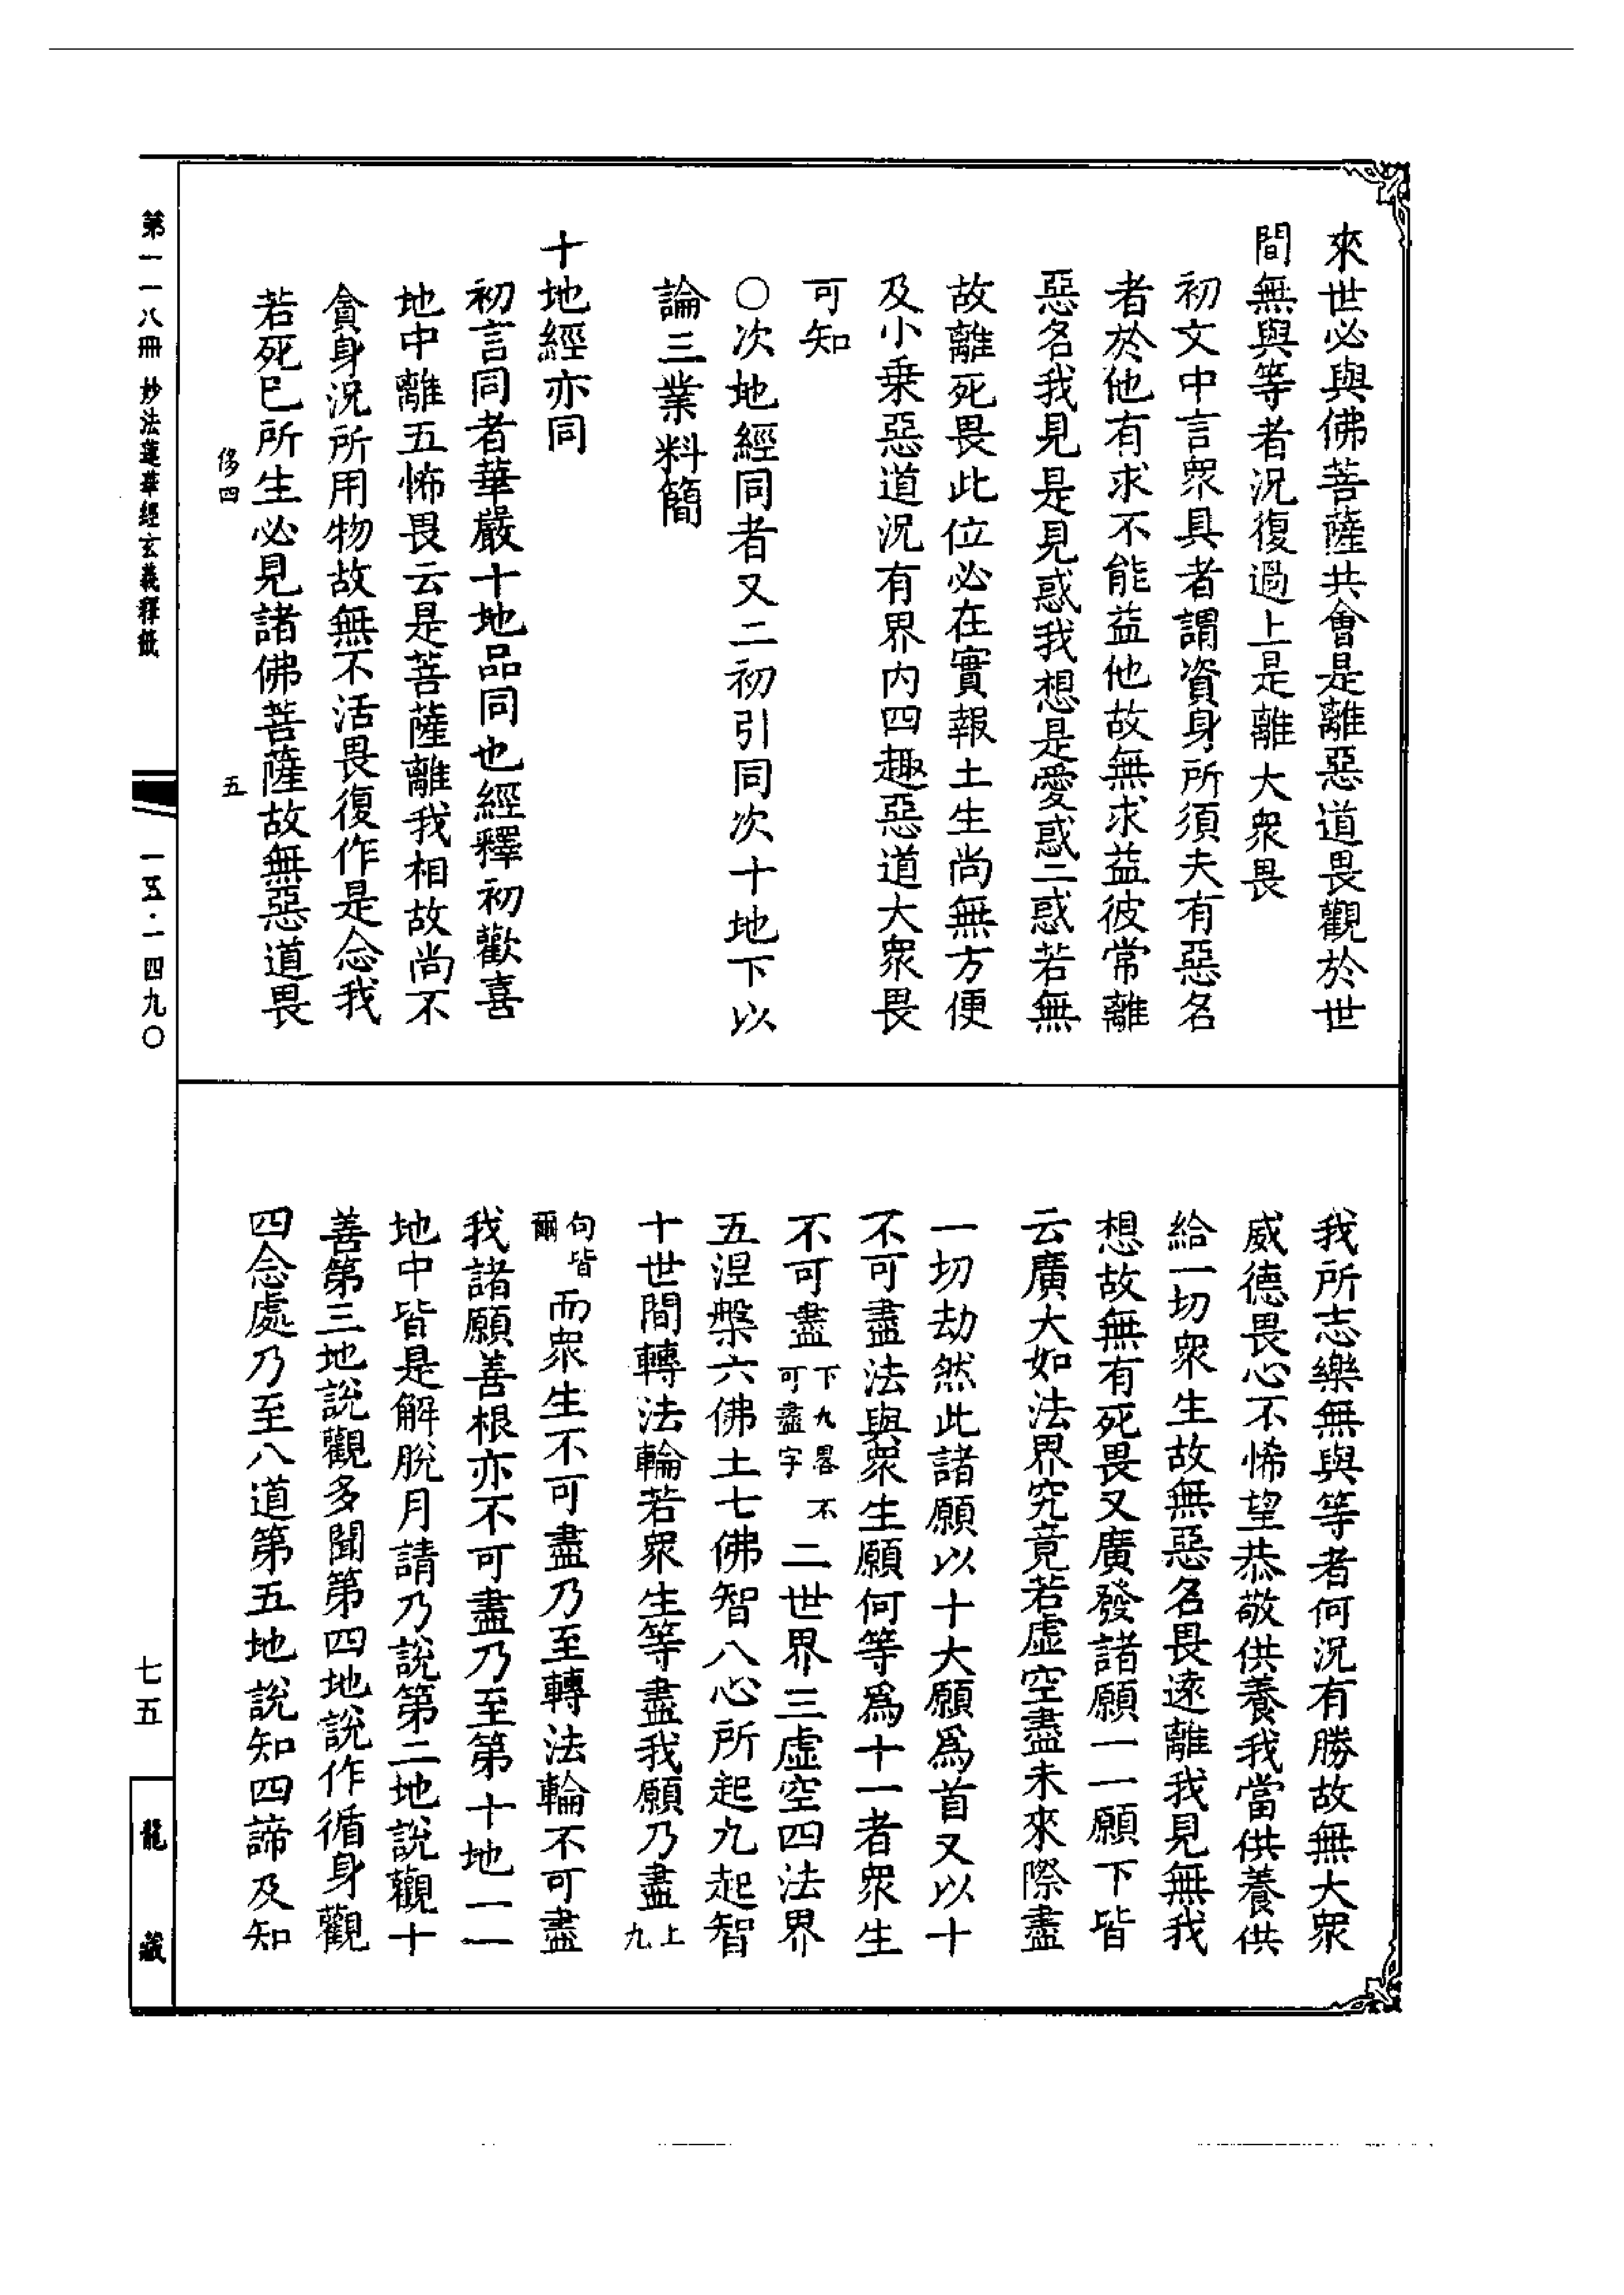 來世必與佛菩薩共會是離惡道畏觀於世
間無與等者況復過上是離大衆畏
初文中言衆具者謂資身所須夫有惡名
者於他有求不能益他故無求益彼常離
惡名我見是見惑我想是愛惑二惑若無
故離死畏此位必在實報土生尚無方便
及小乗惡道況有界内四趣惡道大衆畏
可知
○次地經同者又二初引同次十地下以
論三業料簡
十地經亦同
初言同者華嚴十地品同也經釋初歡喜
地中離五怖畏云是菩薩離我相故尚不
貪身況所用物故無不活畏復作是念我
若死巳所生必見諸佛菩薩故無惡道畏
我所志樂無與等者何況有勝故無大衆
威德畏心不悕望恭敬供養我當供養供
給一切衆生故無惡名畏遠離我見無我
想故無有死畏又廣發諸願一一願下皆
云廣大如法界究竟若虛空盡未來際盡
一切劫然此諸願以十大願爲首又以十
不可盡法與衆生願何等爲十一者衆生
不可盡下九畧不可盡字二世界三虛空四法界
五涅槃六佛土七佛智八心所起九起智
十世間轉法輪若衆生等盡我願乃盡上九
句皆爾而衆生不可盡乃至轉法輪不可盡
我諸願善根亦不可盡乃至第十地一一
地中皆是解脫月請乃說第二地說觀十
善第三地說觀多聞第四地說作循身觀
四念處乃至八道第五地說知四諦及知
第一一八冊 妙法蓮華經玄義釋籤
侈四 五
一五·一四九〇
七五
龍藏